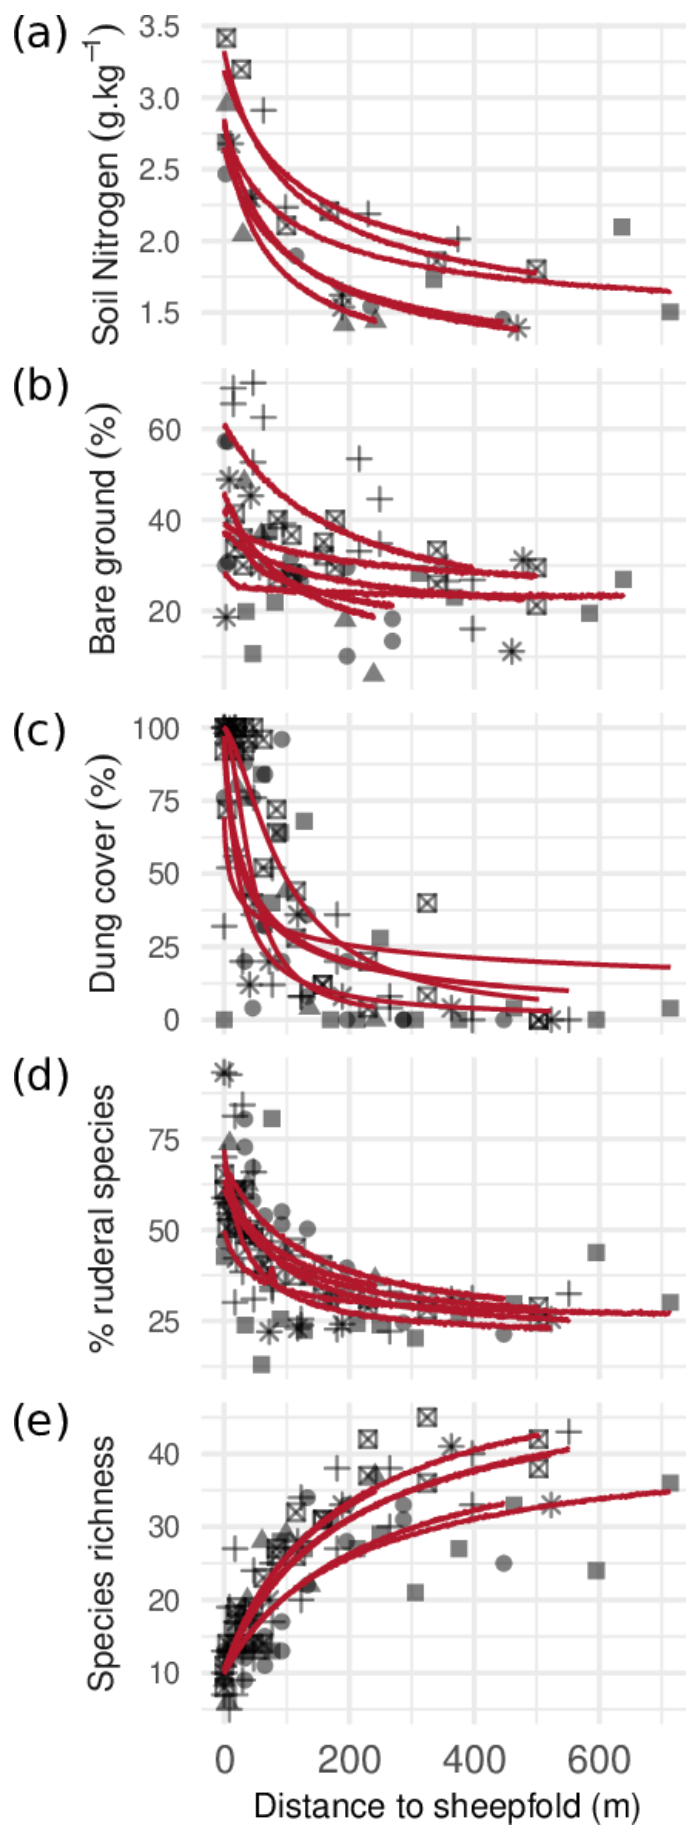 (a)
Soil Nitrogen (g.kg⁻¹)
3.5
3.0
2.5
2.0
1.5
(b)
Bare ground (%)
60
40
20
(c)
Dung cover (%)
100
75
50
25
0
(d)
% ruderal species
75
50
25
(e)
Species richness
40
30
20
10
0 200 400 600
Distance to sheepfold (m)